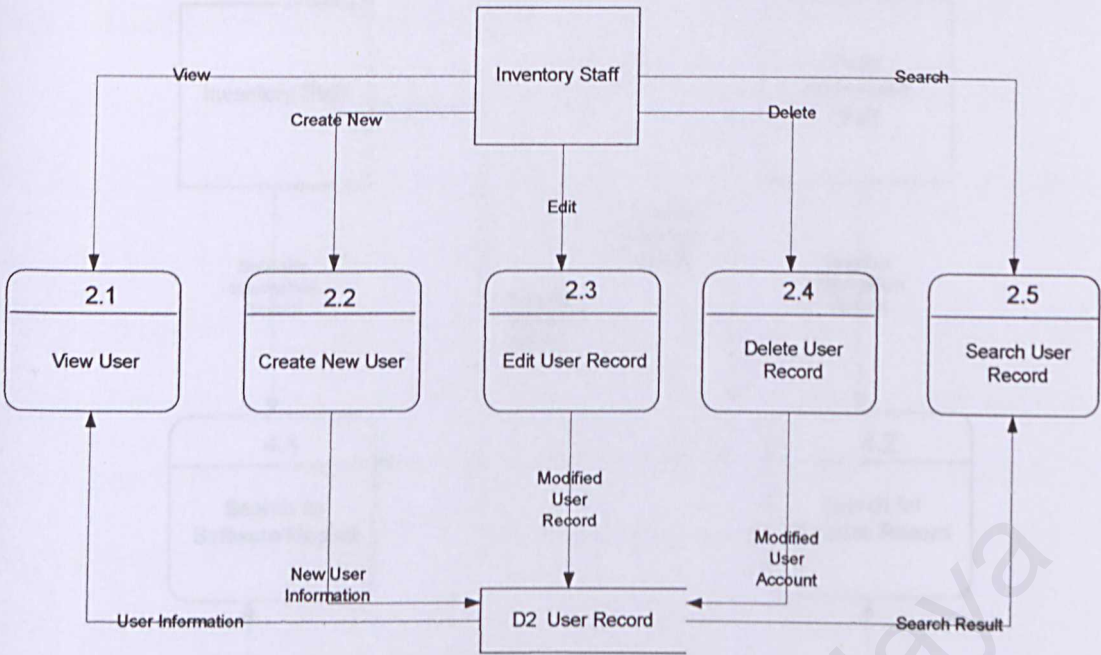 Inventory Staff
View
Search
Create New
Delete
Edit
2.1
2.2
2.3
2.4
2.5
View User
Create New User
Edit User Record
Delete User
Record
Search User
Record
Modified
User
Record
Modified
User
Account
New User
Information
User Information
D2 User Record
Search Result